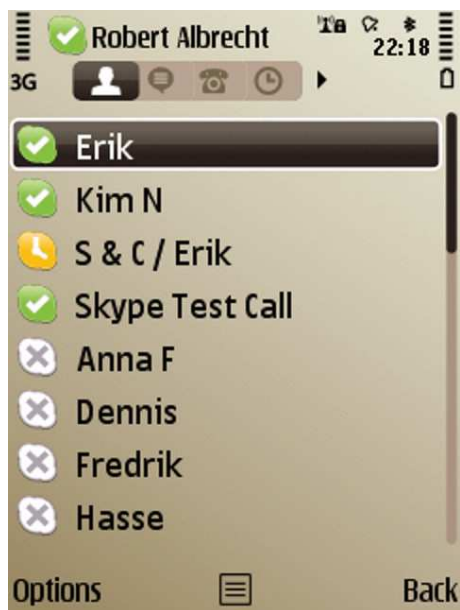 Robert Albrecht
22:18
3G
Erik
Kim N
S & C / Erik
Skype Test Call
Anna F
Dennis
Fredrik
Hasse
Options
Back